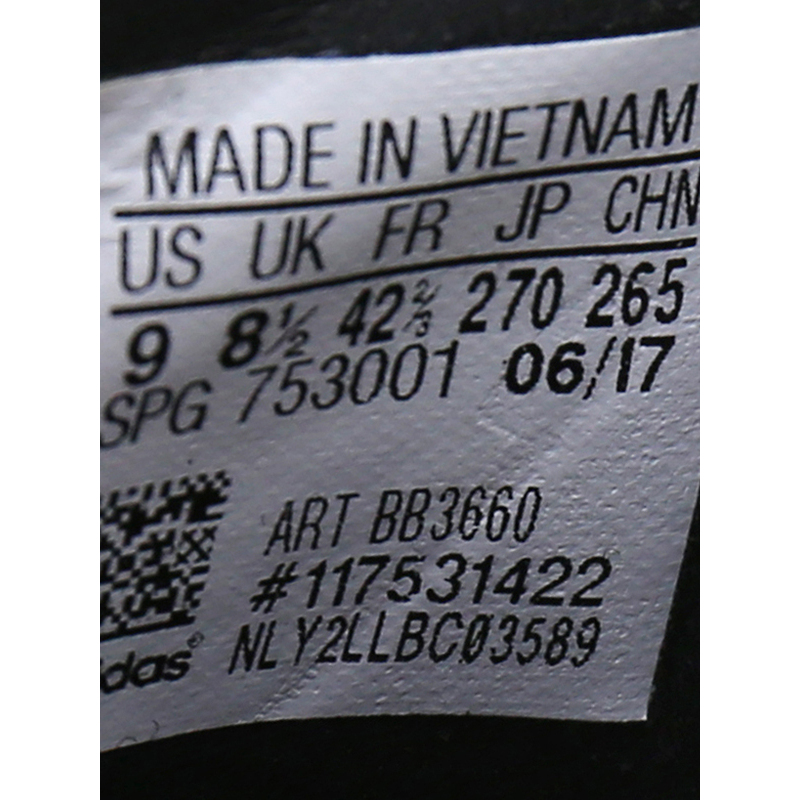 MADE IN VIETNAM
US UK FR JP CHN
9 8½ 42⅔ 270 265
SPG 753001 06/17
ART BB3660
#117531422
das® NLY2LLBC03589